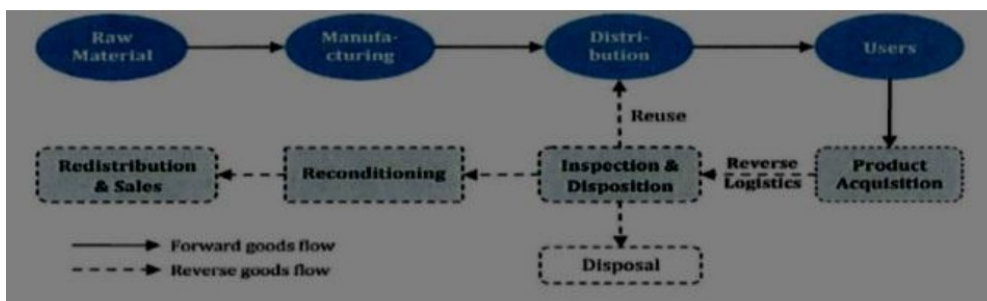 Raw
Material
Manufa-
cturing
Distri-
bution
Users
Reuse
Redistribution
& Sales
Reconditioning
Inspection &
Disposition
Reverse
Logistics
Product
Acquisition
Forward goods flow
Reverse goods flow
Disposal